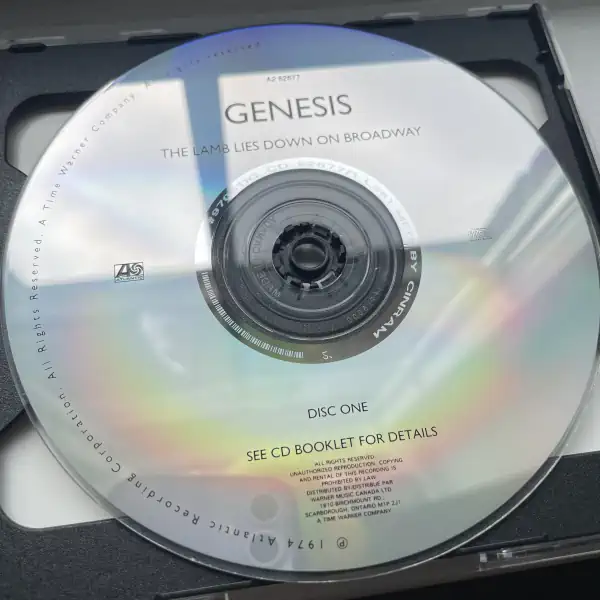 A2 82677
GENESIS
THE LAMB LIES DOWN ON BROADWAY
ATLANTIC
BY CINRAM
DISC ONE
SEE CD BOOKLET FOR DETAILS
ALL RIGHTS RESERVED.
UNAUTHORIZED REPRODUCTION, COPYING
AND RENTAL OF THIS RECORDING IS
PROHIBITED BY LAW.
DISTRIBUTED BY/DISTRIBUE PAR
WARNER MUSIC CANADA LTD.
1810 BIRCHMOUNT RD.,
SCARBOROUGH, ONTARIO M1P 2J1
A TIME WARNER COMPANY
℗ 1974 Atlantic Recording Corporation. All Rights Reserved. A Time Warner Company.